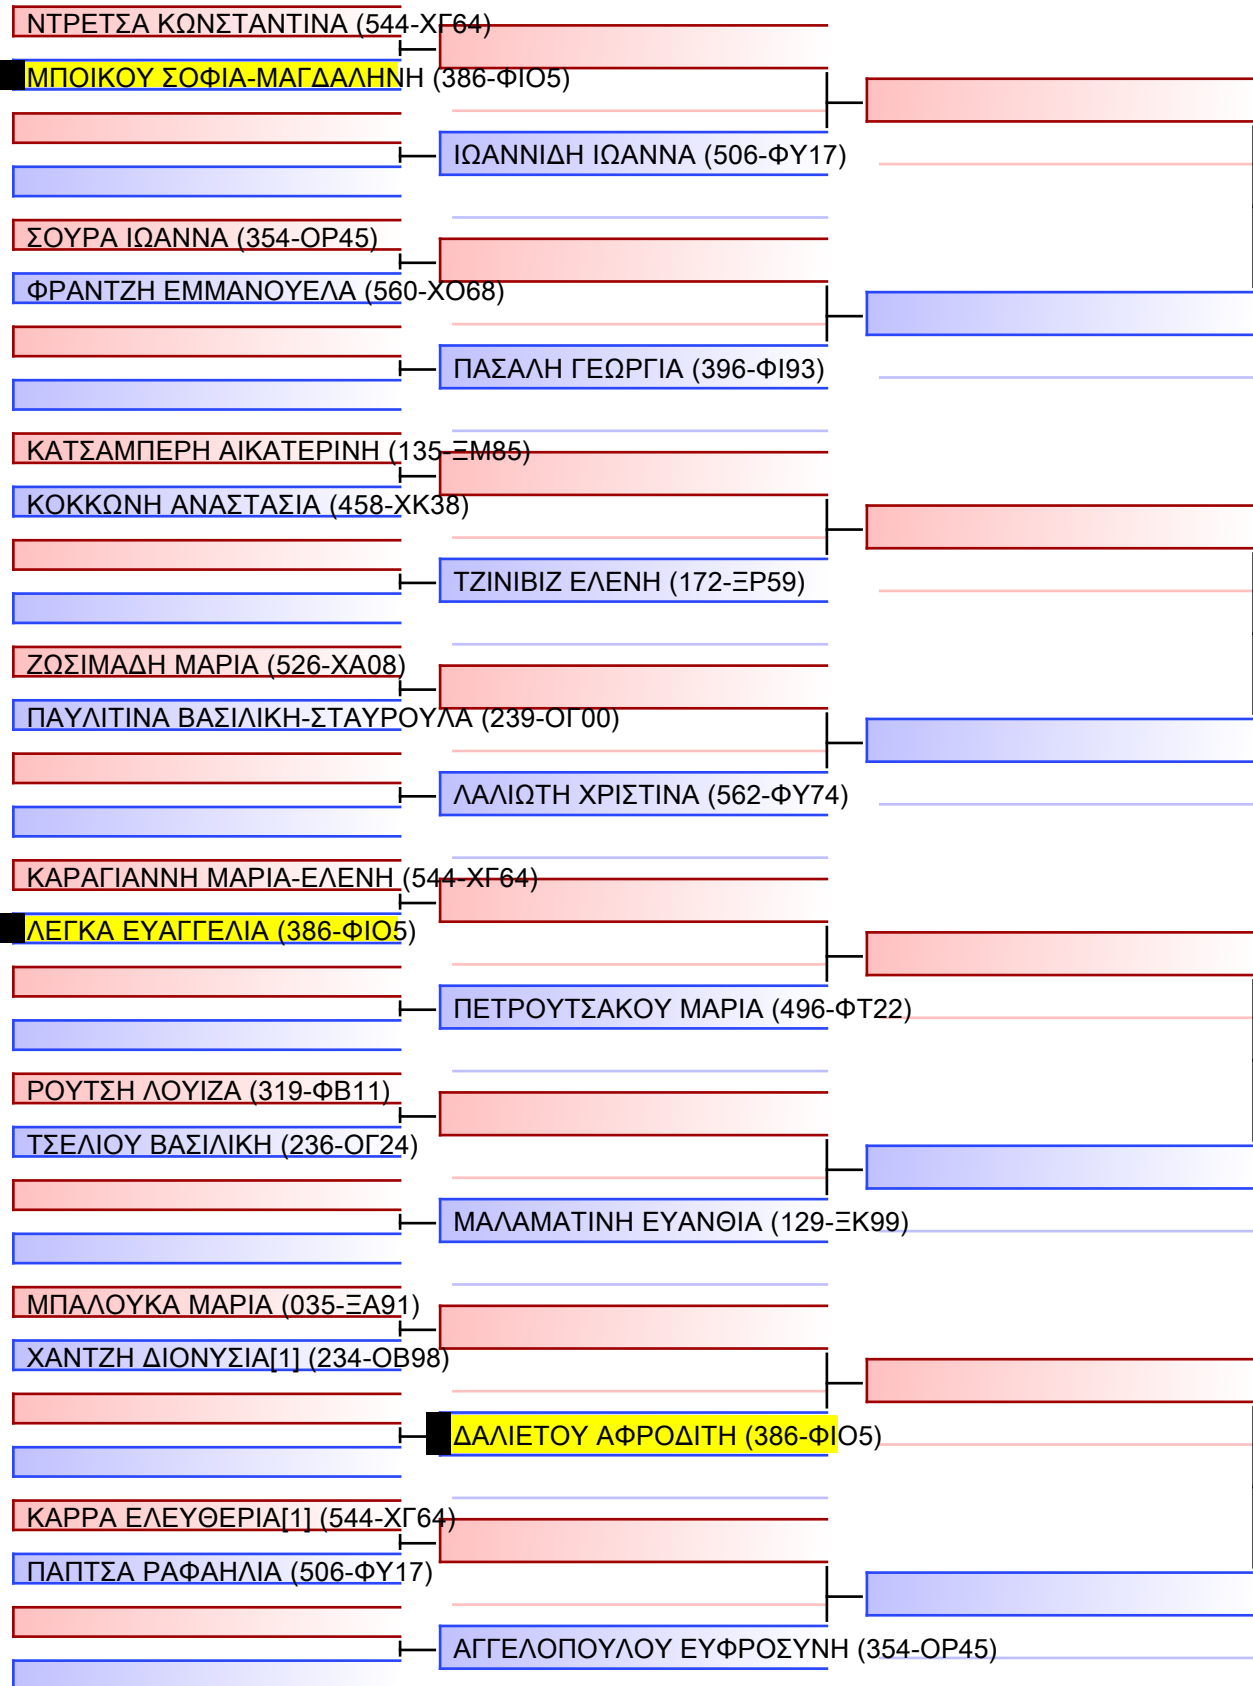 ΝΤΡΕΤΣΑ ΚΩΝΣΤΑΝΤΙΝΑ (544-ΧΓ64)
ΜΠΟΙΚΟΥ ΣΟΦΙΑ-ΜΑΓΔΑΛΗΝΗ (386-ΦΙΟ5)
ΙΩΑΝΝΙΔΗ ΙΩΑΝΝΑ (506-ΦΥ17)
ΣΟΥΡΑ ΙΩΑΝΝΑ (354-ΟΡ45)
ΦΡΑΝΤΖΗ ΕΜΜΑΝΟΥΕΛΑ (560-ΧΟ68)
ΠΑΣΑΛΗ ΓΕΩΡΓΙΑ (396-ΦΙ93)
ΚΑΤΣΑΜΠΕΡΗ ΑΙΚΑΤΕΡΙΝΗ (135-ΞΜ85)
ΚΟΚΚΩΝΗ ΑΝΑΣΤΑΣΙΑ (458-ΧΚ38)
ΤΖΙΝΙΒΙΖ ΕΛΕΝΗ (172-ΞΡ59)
ΖΩΣΙΜΑΔΗ ΜΑΡΙΑ (526-ΧΑ08)
ΠΑΥΛΙΤΙΝΑ ΒΑΣΙΛΙΚΗ-ΣΤΑΥΡΟΥΛΑ (239-ΟΓ00)
ΛΑΛΙΩΤΗ ΧΡΙΣΤΙΝΑ (562-ΦΥ74)
ΚΑΡΑΓΙΑΝΝΗ ΜΑΡΙΑ-ΕΛΕΝΗ (544-ΧΓ64)
ΛΕΓΚΑ ΕΥΑΓΓΕΛΙΑ (386-ΦΙΟ5)
ΠΕΤΡΟΥΤΣΑΚΟΥ ΜΑΡΙΑ (496-ΦΤ22)
ΡΟΥΤΣΗ ΛΟΥΙΖΑ (319-ΦΒ11)
ΤΣΕΛΙΟΥ ΒΑΣΙΛΙΚΗ (236-ΟΓ24)
ΜΑΛΑΜΑΤΙΝΗ ΕΥΑΝΘΙΑ (129-ΞΚ99)
ΜΠΑΛΟΥΚΑ ΜΑΡΙΑ (035-ΞΑ91)
ΧΑΝΤΖΗ ΔΙΟΝΥΣΙΑ[1] (234-ΟΒ98)
ΔΑΛΙΕΤΟΥ ΑΦΡΟΔΙΤΗ (386-ΦΙΟ5)
ΚΑΡΡΑ ΕΛΕΥΘΕΡΙΑ[1] (544-ΧΓ64)
ΠΑΠΤΣΑ ΡΑΦΑΗΛΙΑ (506-ΦΥ17)
ΑΓΓΕΛΟΠΟΥΛΟΥ ΕΥΦΡΟΣΥΝΗ (354-ΟΡ45)